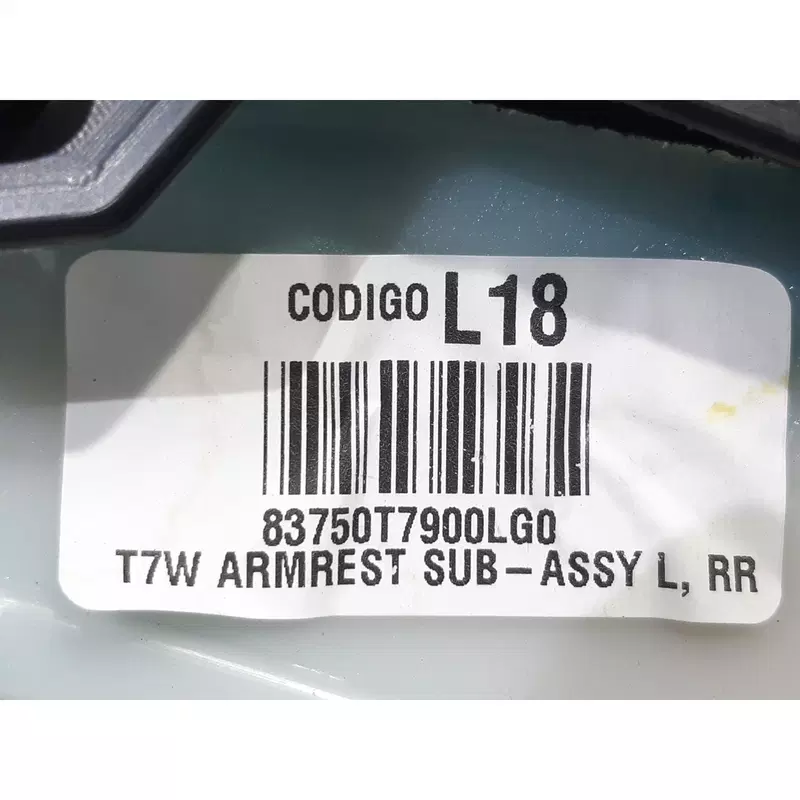 CODIGO L18
83750T7900LG0
T7W ARMREST SUB-ASSY L, RR